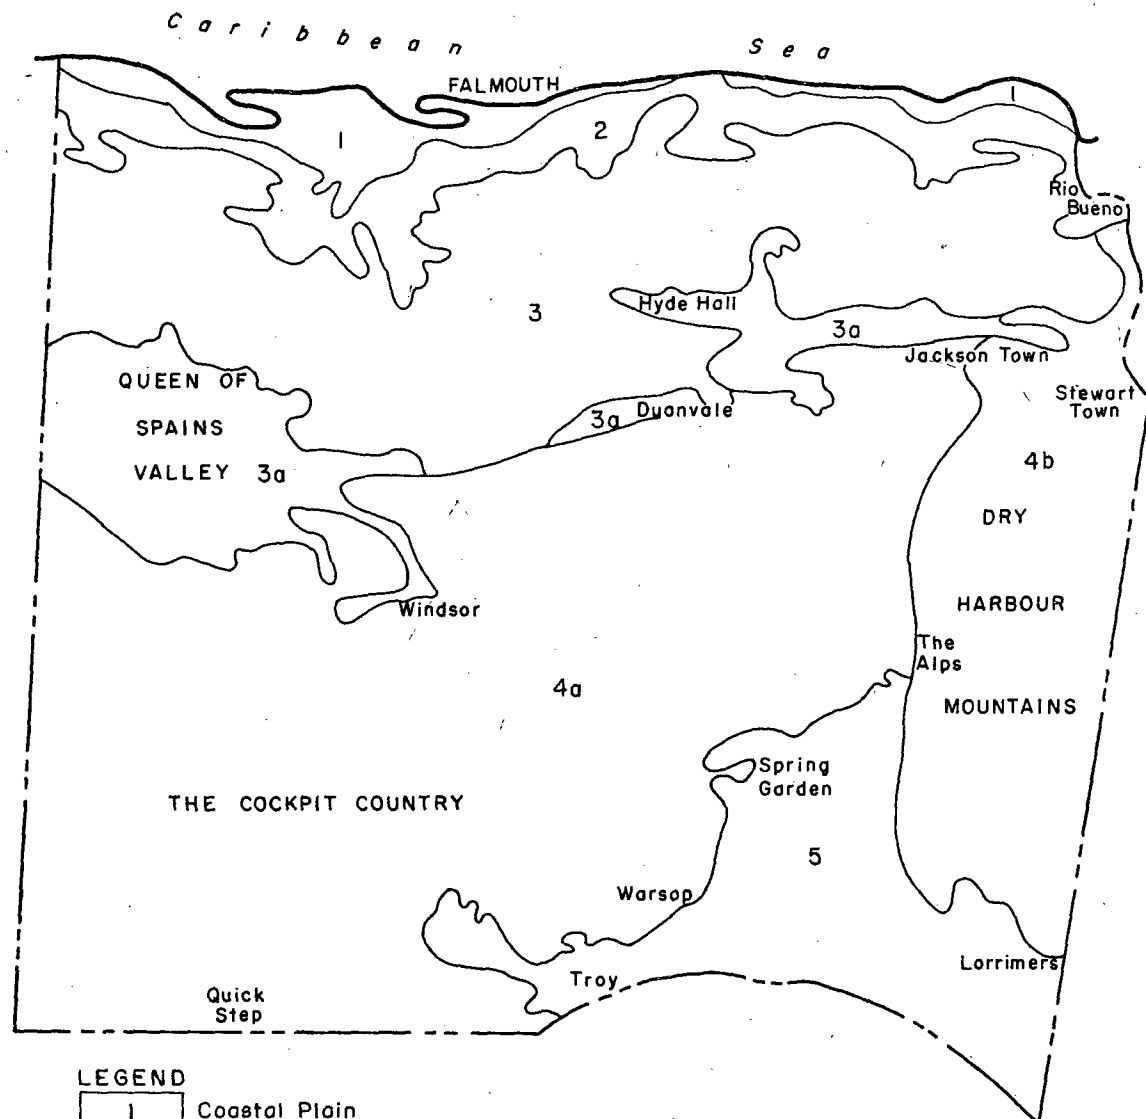 Caribbean Sea
FALMOUTH
1
1
2
Rio
Bueno
3
Hyde Hall
3a
Jackson Town
QUEEN OF
SPAINS
VALLEY 3a
Stewart
Town
3a Duanvale
4b
DRY
HARBOUR
MOUNTAINS
Windsor
The
Alps
4a
Spring
Garden
THE COCKPIT COUNTRY
5
Warsop
Lorrimers
Troy
Quick
Step
LEGEND
1 Coastal Plain